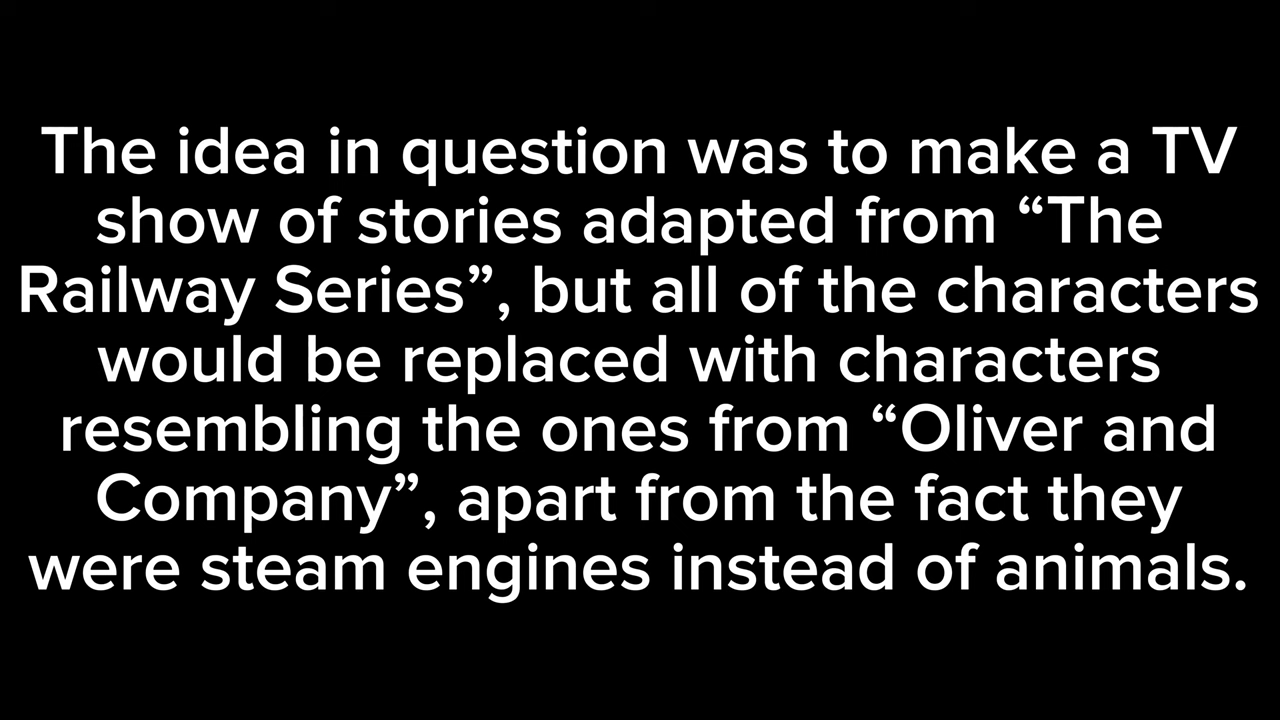 The idea in question was to make a TV
show of stories adapted from “The
Railway Series”, but all of the characters
would be replaced with characters
resembling the ones from “Oliver and
Company”, apart from the fact they
were steam engines instead of animals.